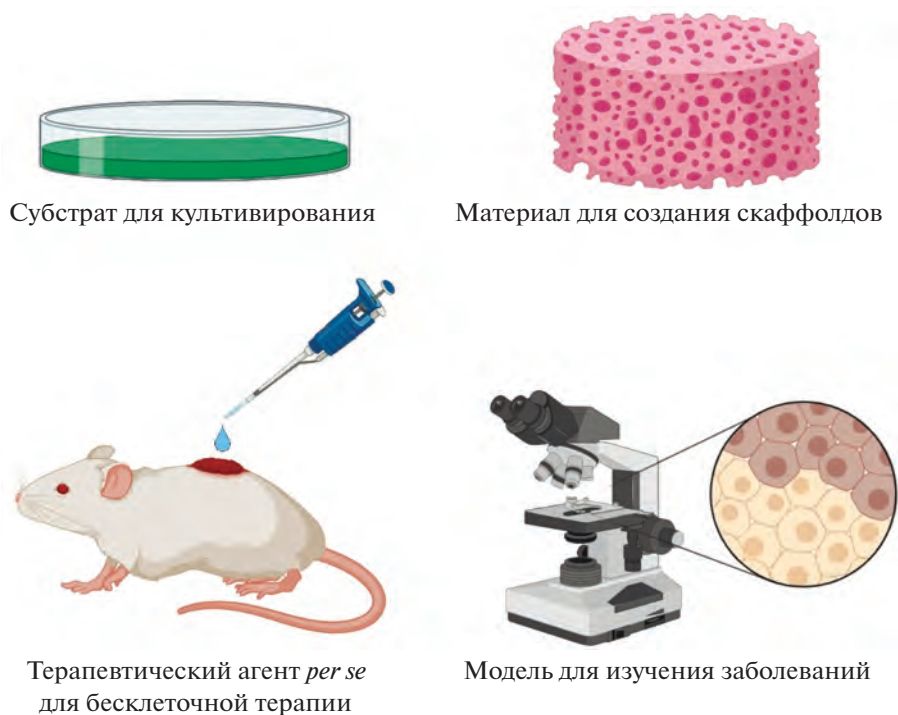 Субстрат для культивирования
Материал для создания скаффолдов
Терапевтический агент per se
для бесклеточной терапии
Модель для изучения заболеваний